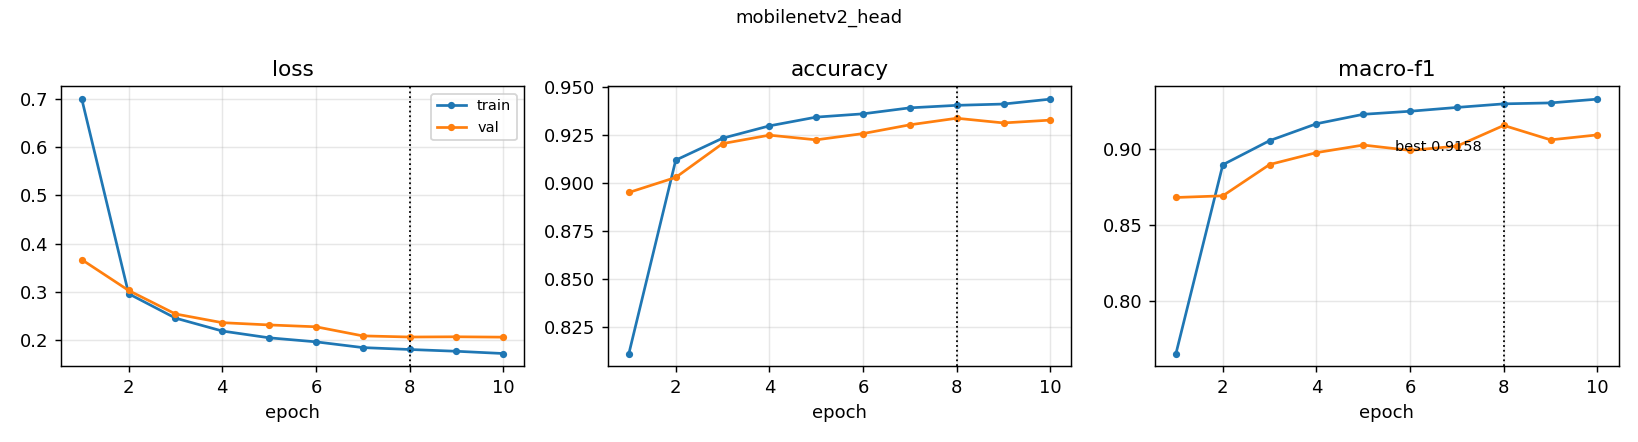 mobilenetv2_head
loss
0.7
0.6
0.5
0.4
0.3
0.2
train
val
2 4 6 8 10
epoch
accuracy
0.950
0.925
0.900
0.875
0.850
0.825
2 4 6 8 10
epoch
macro-f1
0.90
0.85
0.80
best 0.9158
2 4 6 8 10
epoch